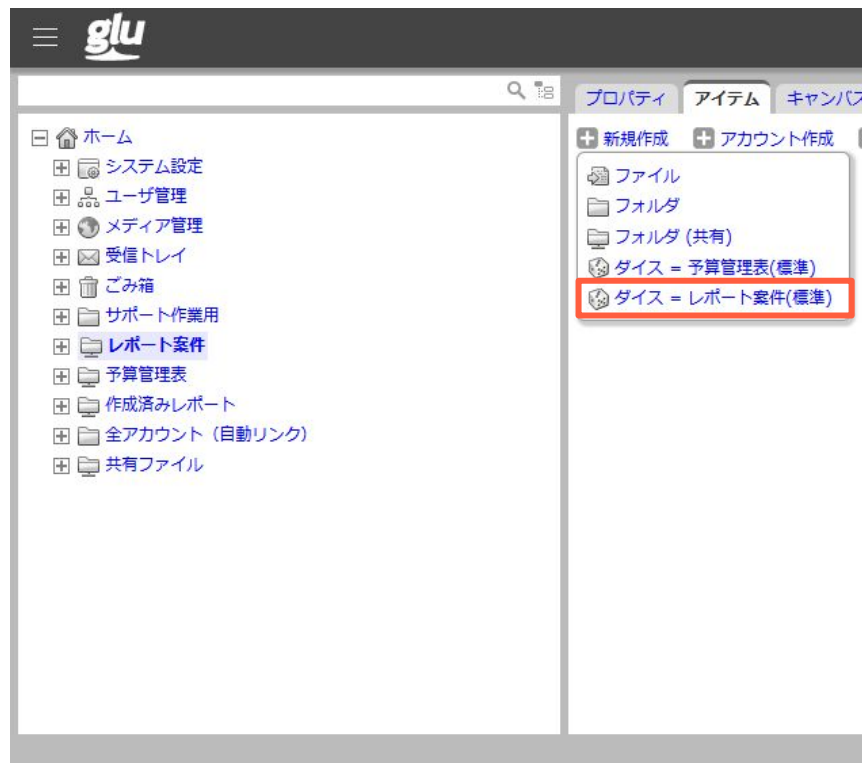 glu
プロパティ アイテム キャンバス
新規作成 アカウント作成
ファイル
フォルダ
フォルダ (共有)
ダイス = 予算管理表(標準)
ダイス = レポート案件(標準)
ホーム
システム設定
ユーザ管理
メディア管理
受信トレイ
ごみ箱
サポート作業用
レポート案件
予算管理表
作成済みレポート
全アカウント（自動リンク）
共有ファイル